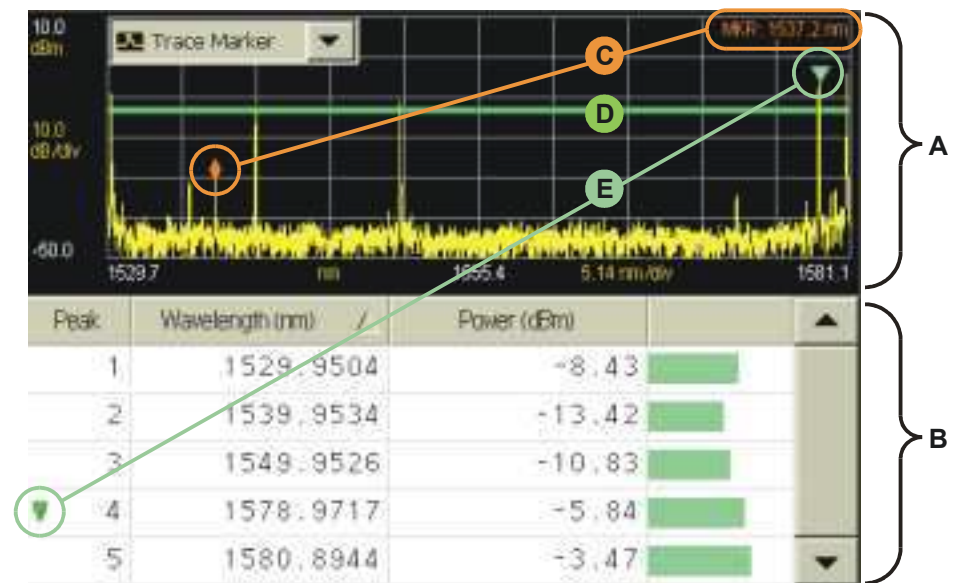 10.0
dBm
Trace Marker
MKR: 1537.2 nm
C
D
10.0
dB/div
A
E
-60.0
1529.7
nm
1555.4
5.14 nm/div
1581.1
Peak
Wavelength (nm) /
Power (dBm)
1 1529.9504 -8.43
2 1539.9534 -13.42
B
3 1549.9526 -10.83
4 1578.9717 -5.84
5 1580.8944 -3.47